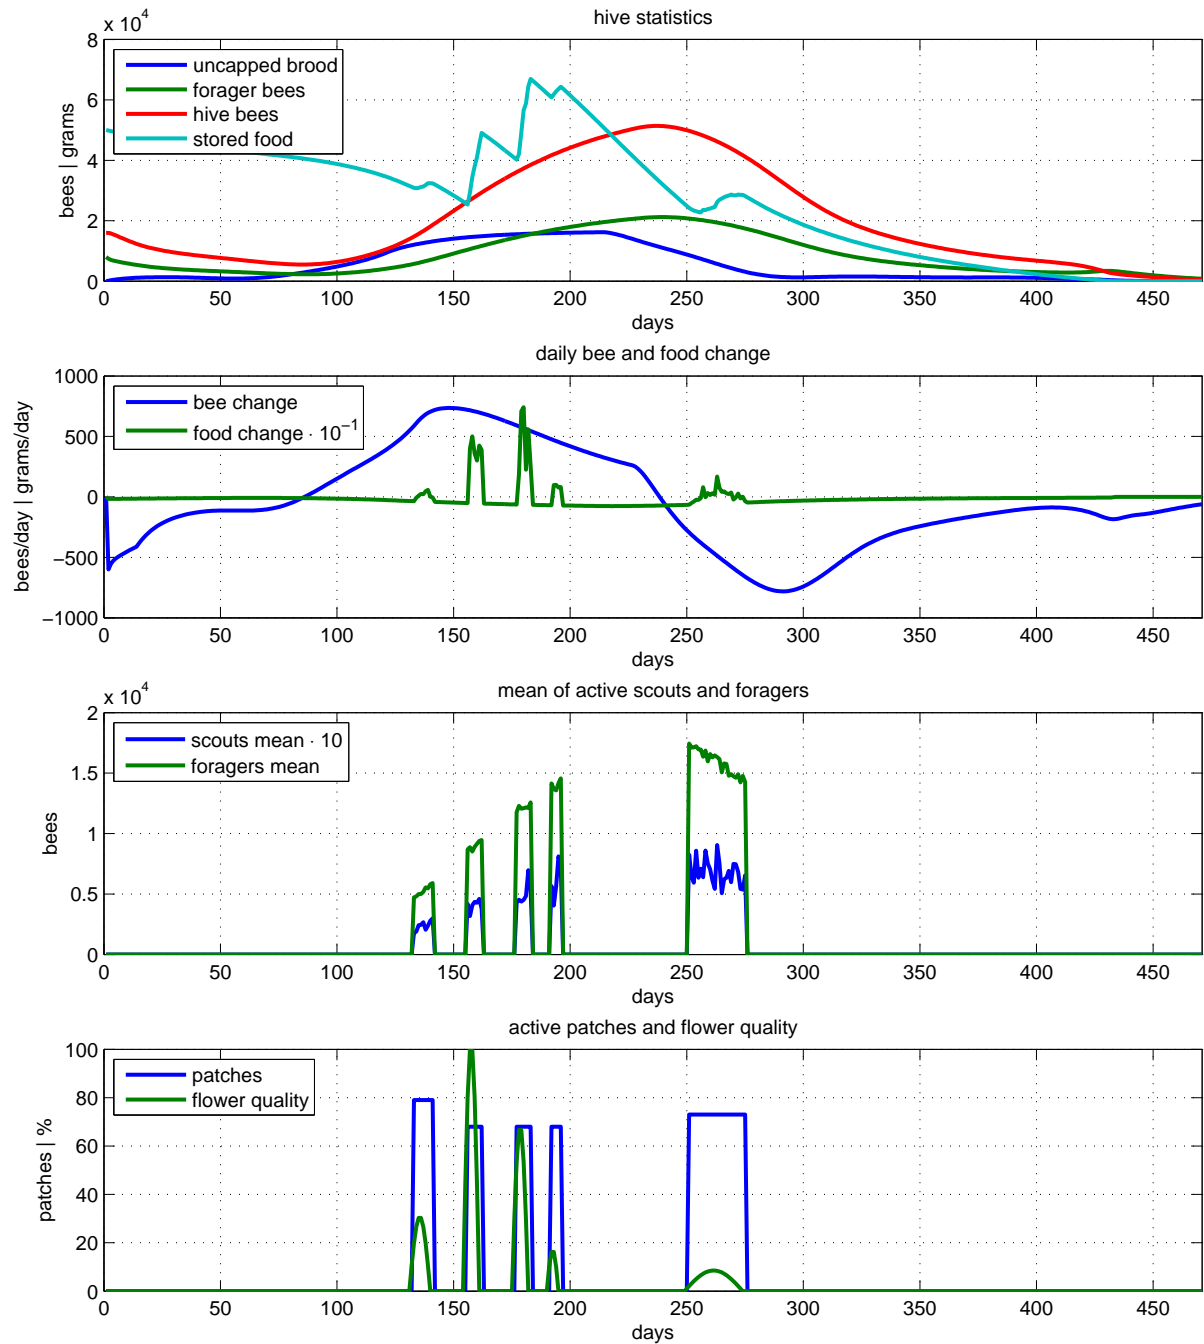 hive statistics
x 10^4
8
6
4
2
0
bees | grams
uncapped brood
forager bees
hive bees
stored food
0 50 100 150 200 250 300 350 400 450
days
daily bee and food change
1000
500
0
−500
−1000
bees/day | grams/day
bee change
food change · 10^−1
0 50 100 150 200 250 300 350 400 450
days
mean of active scouts and foragers
x 10^4
2
1.5
1
0.5
0
bees
scouts mean · 10
foragers mean
0 50 100 150 200 250 300 350 400 450
days
active patches and flower quality
100
80
60
40
20
0
patches | %
patches
flower quality
0 50 100 150 200 250 300 350 400 450
days